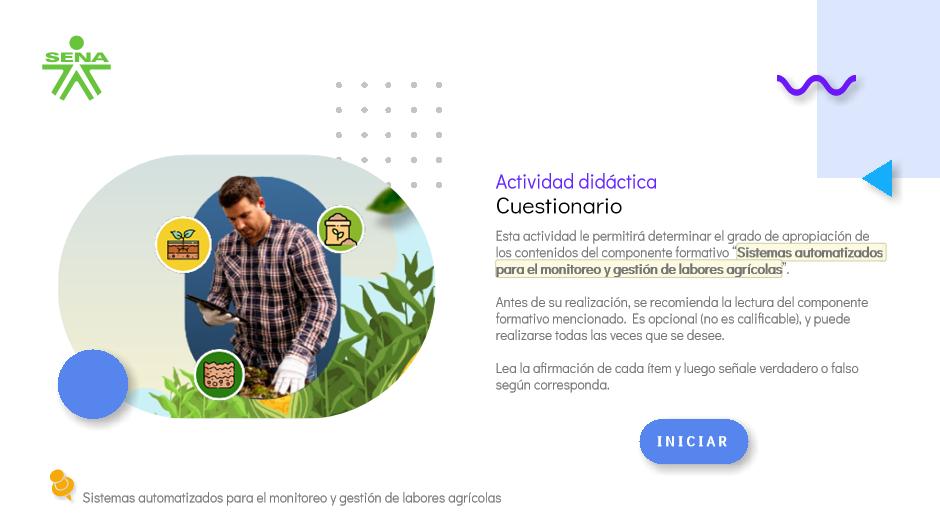 SENA
Actividad didáctica
Cuestionario
Esta actividad le permitirá determinar el grado de apropiación de
los contenidos del componente formativo “Sistemas automatizados
para el monitoreo y gestión de labores agrícolas”.
Antes de su realización, se recomienda la lectura del componente
formativo mencionado. Es opcional (no es calificable), y puede
realizarse todas las veces que se desee.
Lea la afirmación de cada ítem y luego señale verdadero o falso
según corresponda.
INICIAR
Sistemas automatizados para el monitoreo y gestión de labores agrícolas